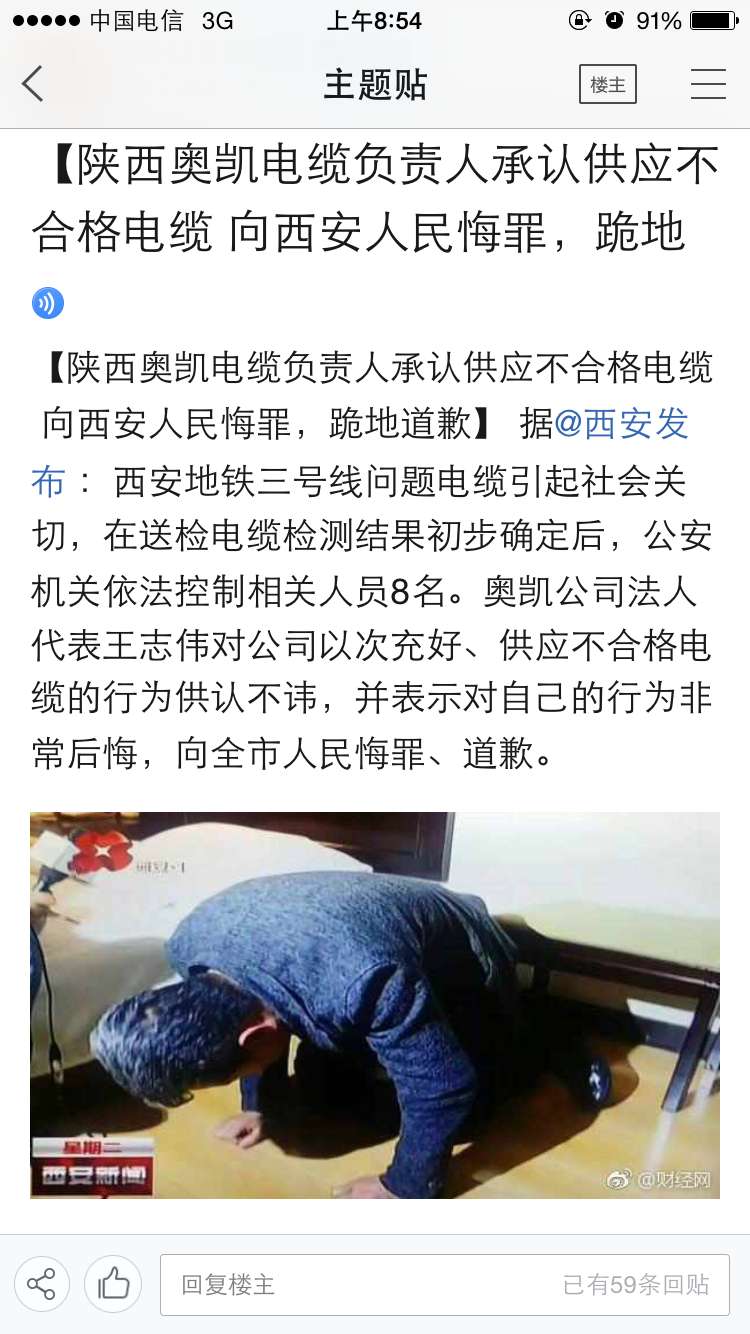 中国电信 3G 上午8:54 91%
主题贴
楼主
【陕西奥凯电缆负责人承认供应不
合格电缆 向西安人民悔罪，跪地
【陕西奥凯电缆负责人承认供应不合格电缆
向西安人民悔罪，跪地道歉】 据@西安发
布 ： 西安地铁三号线问题电缆引起社会关
切，在送检电缆检测结果初步确定后，公安
机关依法控制相关人员8名。奥凯公司法人
代表王志伟对公司以次充好、供应不合格电
缆的行为供认不讳，并表示对自己的行为非
常后悔，向全市人民悔罪、道歉。
星期二
西安新闻
@财经网
回复楼主
已有59条回贴